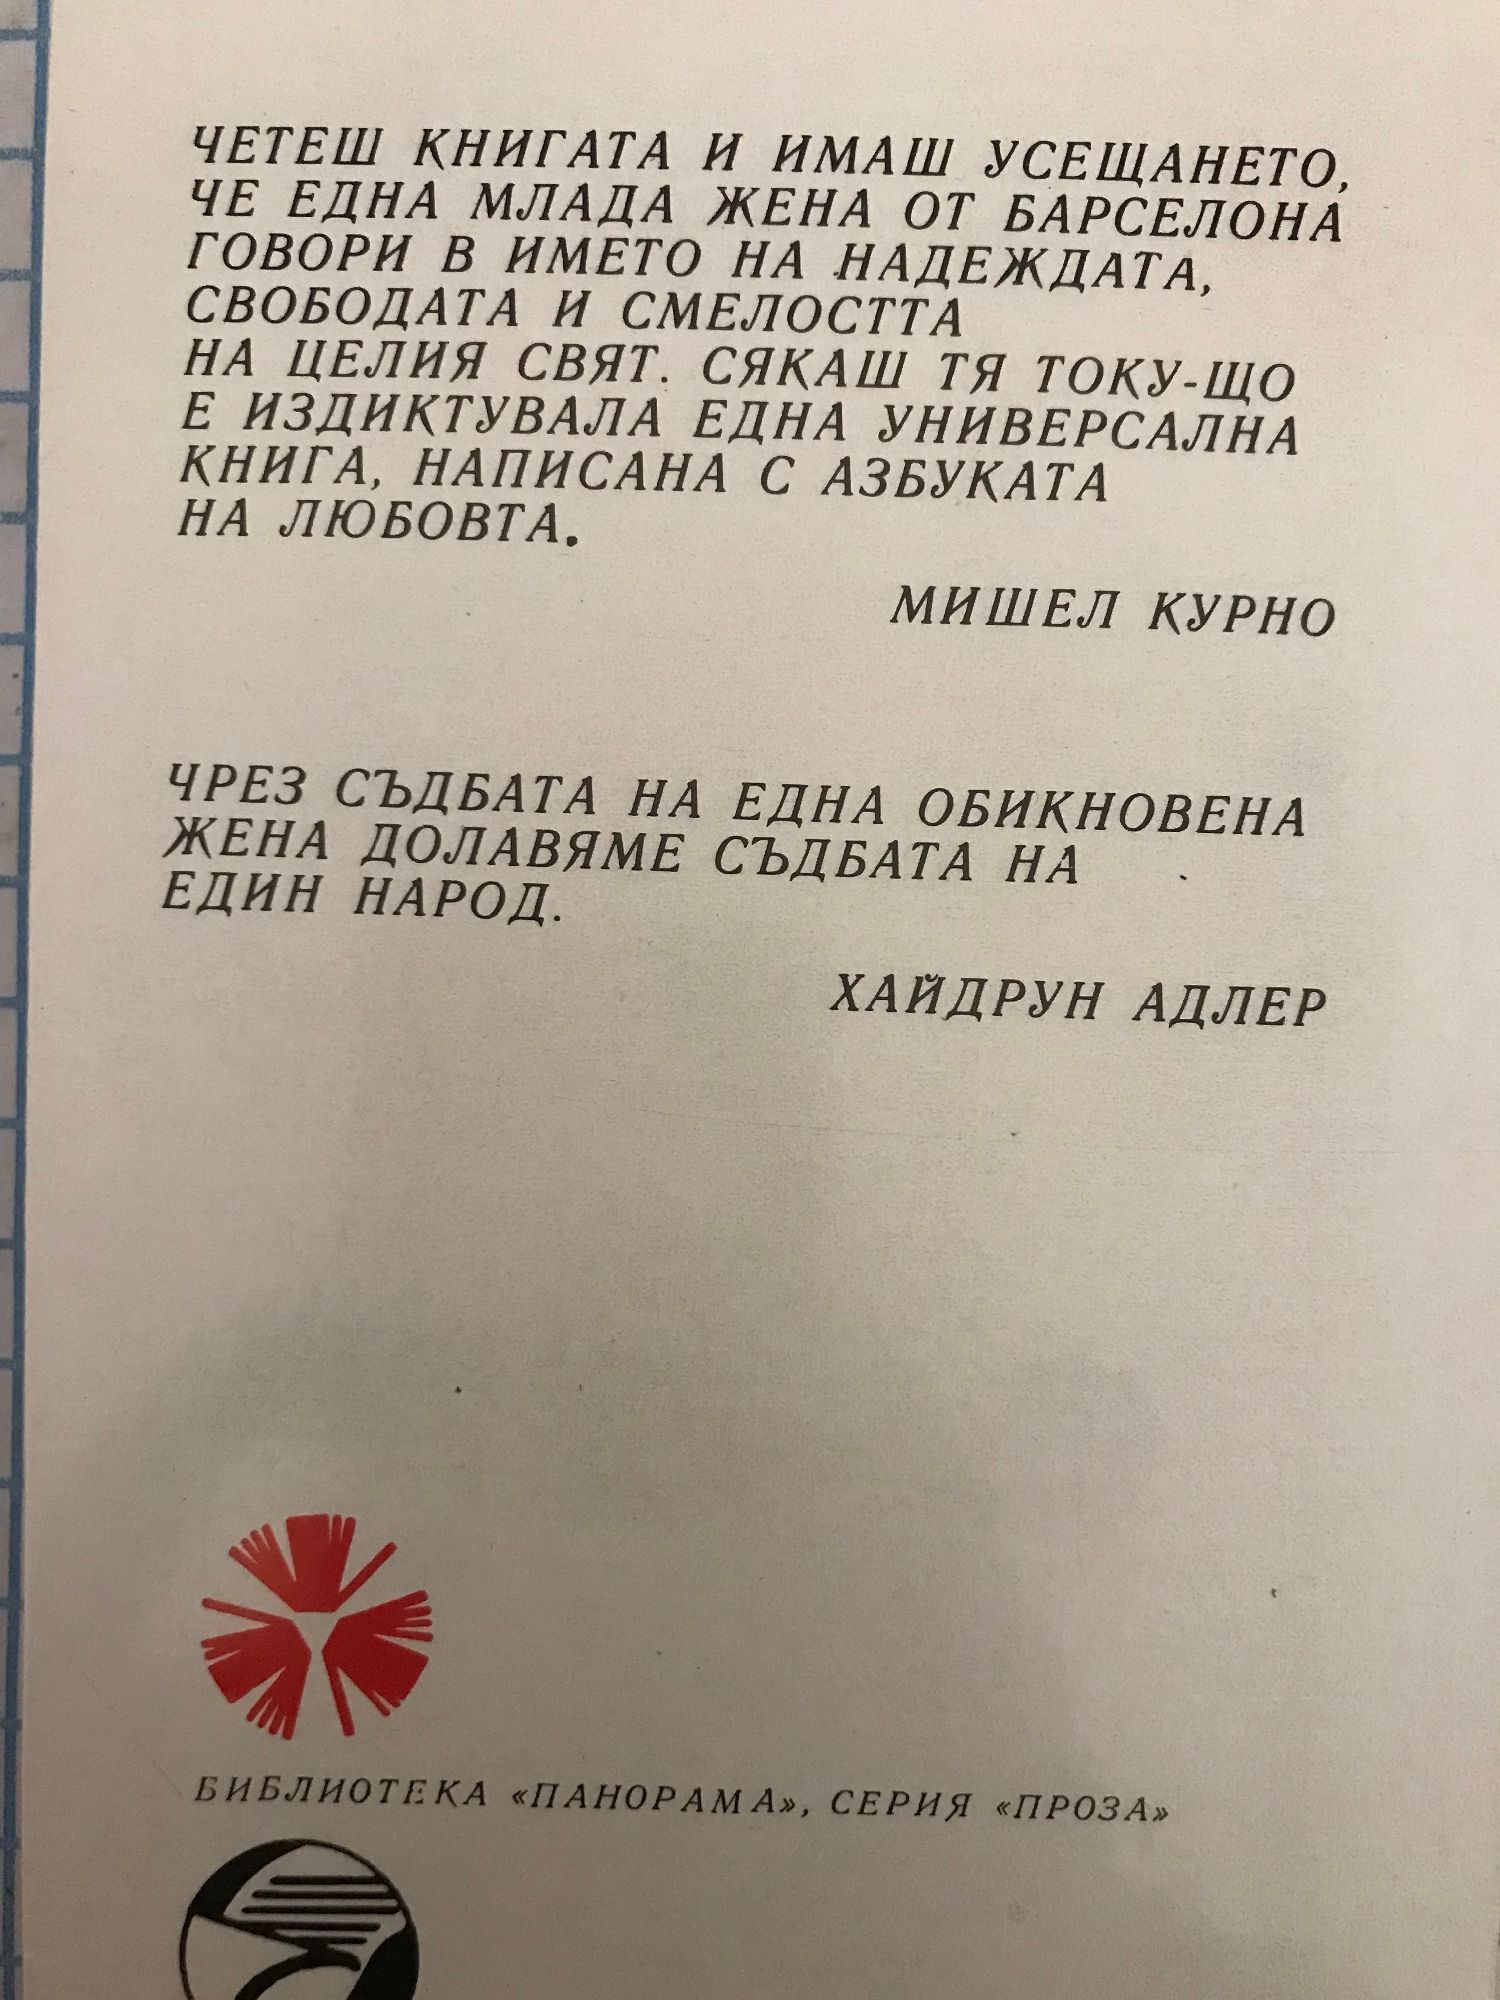 ЧЕТЕШ КНИГАТА И ИМАШ УСЕЩАНЕТО,
ЧЕ ЕДНА МЛАДА ЖЕНА ОТ БАРСЕЛОНА
ГОВОРИ В ИМЕТО НА НАДЕЖДАТА,
СВОБОДАТА И СМЕЛОСТТА
НА ЦЕЛИЯ СВЯТ. СЯКАШ ТЯ ТОКУ-ЩО
Е ИЗДИКТУВАЛА ЕДНА УНИВЕРСАЛНА
КНИГА, НАПИСАНА С АЗБУКАТА
НА ЛЮБОВТА.
МИШЕЛ КУРНО
ЧРЕЗ СЪДБАТА НА ЕДНА ОБИКНОВЕНА
ЖЕНА ДОЛАВЯМЕ СЪДБАТА НА
ЕДИН НАРОД.
ХАЙДРУН АДЛЕР
БИБЛИОТЕКА «ПАНОРАМА», СЕРИЯ «ПРОЗА»